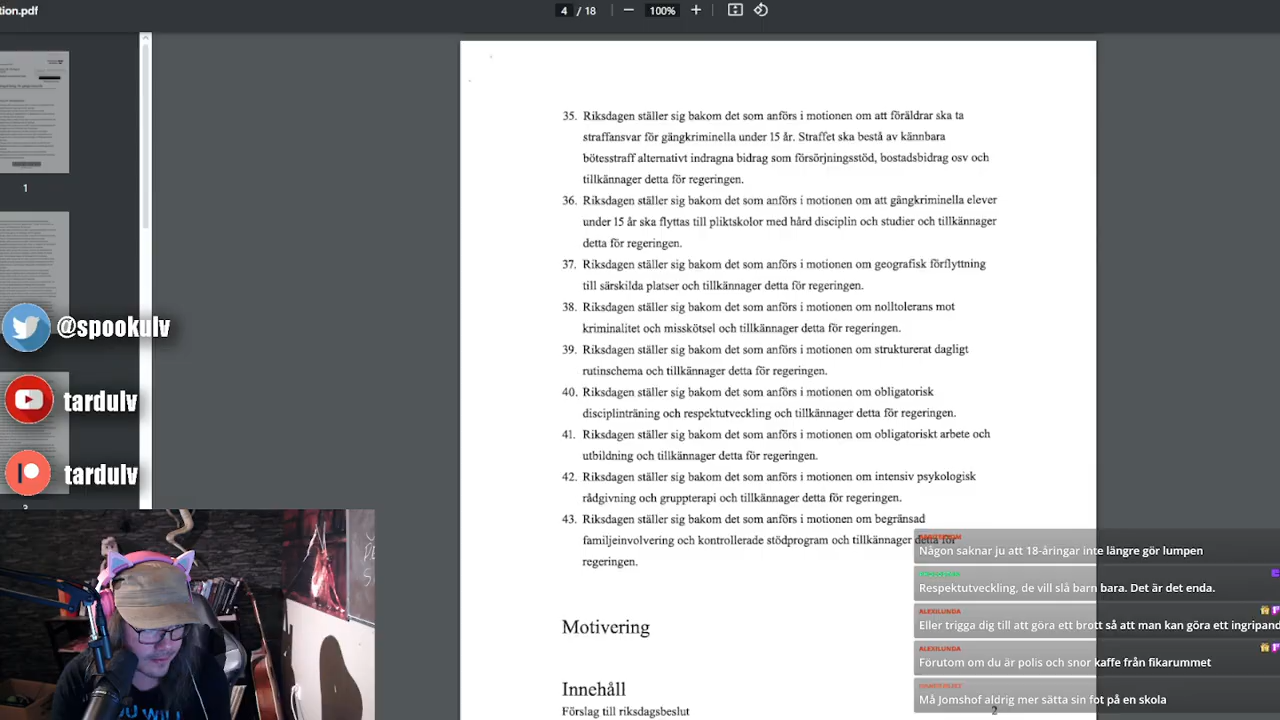 tion.pdf
4 / 18
100%
35. Riksdagen ställer sig bakom det som anförs i motionen om att föräldrar ska ta
straffansvar för gängkriminella under 15 år. Straffet ska bestå av kännbara
bötesstraff alternativt indragna bidrag som försörjningsstöd, bostadsbidrag osv och
tillkännager detta för regeringen.
36. Riksdagen ställer sig bakom det som anförs i motionen om att gängkriminella elever
under 15 år ska flyttas till pliktskolor med hård disciplin och studier och tillkännager
detta för regeringen.
37. Riksdagen ställer sig bakom det som anförs i motionen om geografisk förflyttning
till särskilda platser och tillkännager detta för regeringen.
38. Riksdagen ställer sig bakom det som anförs i motionen om nolltolerans mot
kriminalitet och misskötsel och tillkännager detta för regeringen.
39. Riksdagen ställer sig bakom det som anförs i motionen om strukturerat dagligt
rutinschema och tillkännager detta för regeringen.
40. Riksdagen ställer sig bakom det som anförs i motionen om obligatorisk
disciplinträning och respektutveckling och tillkännager detta för regeringen.
41. Riksdagen ställer sig bakom det som anförs i motionen om obligatoriskt arbete och
utbildning och tillkännager detta för regeringen.
42. Riksdagen ställer sig bakom det som anförs i motionen om intensiv psykologisk
rådgivning och gruppterapi och tillkännager detta för regeringen.
43. Riksdagen ställer sig bakom det som anförs i motionen om begränsad
familjeinvolvering och kontrollerade stödprogram och tillkännager detta för
regeringen.
Motivering
Innehåll
Förslag till riksdagsbeslut
2
1
@spookulv
tardulv
tardulv
YOU WILL
Någon saknar ju att 18-åringar inte längre gör lumpen
Respektutveckling, de vill slå barn bara. Det är det enda.
ALEXILUNDA
Eller trigga dig till att göra ett brott så att man kan göra ett ingripand
ALEXILUNDA
Förutom om du är polis och snor kaffe från fikarummet
Må Jomshof aldrig mer sätta sin fot på en skola